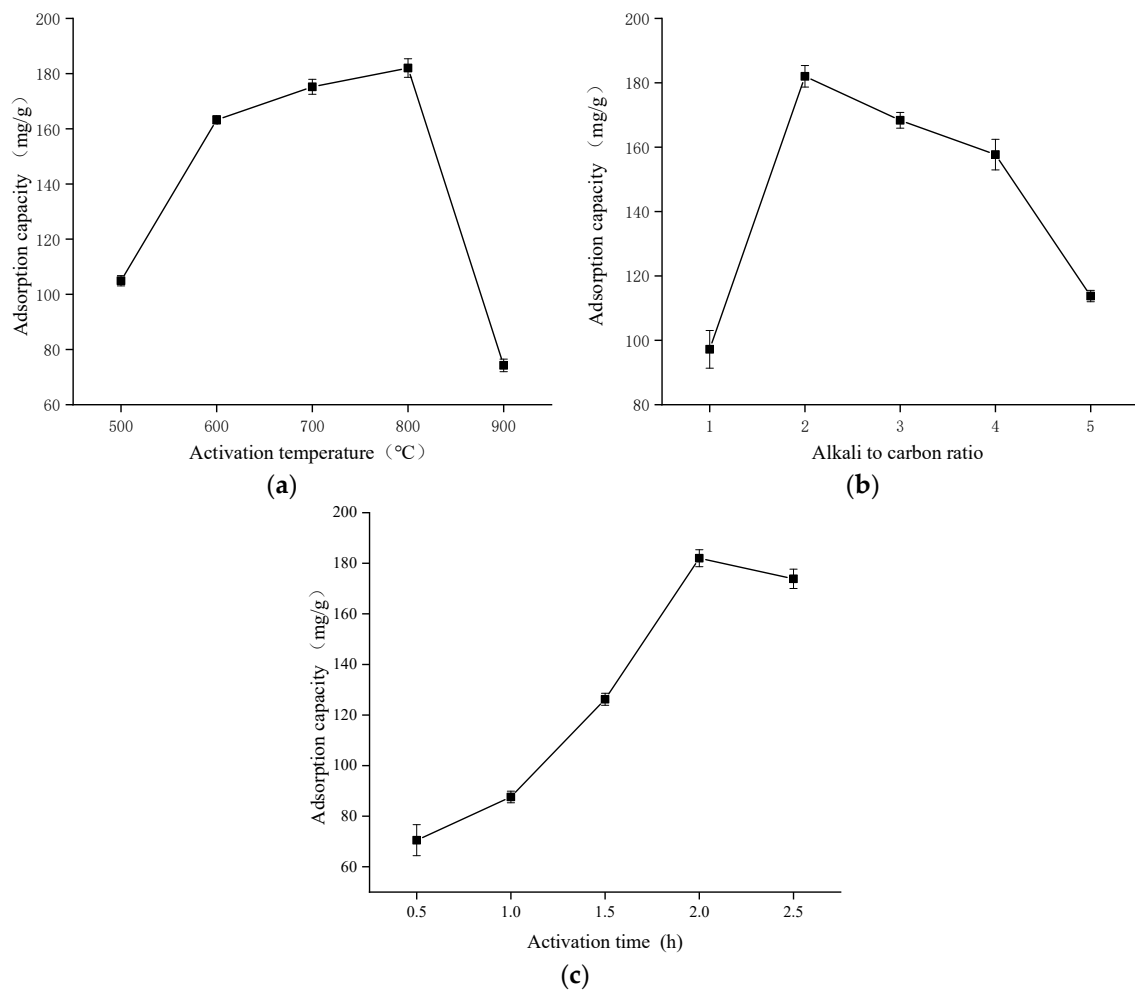 200
180
160
140
120
100
80
60
Adsorption capacity（mg/g）
500 600 700 800 900
Activation temperature（°C）
(a)
200
180
160
140
120
100
80
Adsorption capacity（mg/g）
1 2 3 4 5
Alkali to carbon ratio
(b)
200
180
160
140
120
100
80
60
Adsorption capacity（mg/g）
0.5 1.0 1.5 2.0 2.5
Activation time (h)
(c)